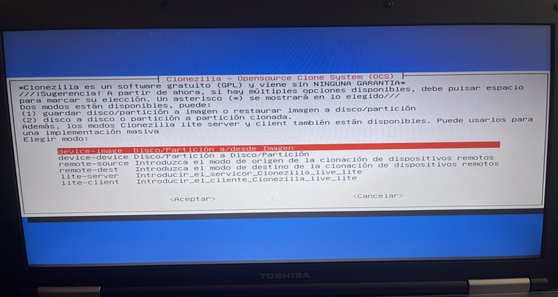 Clonezilla - Opensource Clone System (OCS)
*Clonezilla es un software gratuito (GPL) y viene sin NINGUNA GARANTIA*
///¡Sugerencia! A partir de ahora, si hay múltiples opciones disponibles, debe pulsar espacio
para marcar su elección. Un asterisco (*) se mostrará en lo elegido///
Dos modos están disponibles, puede:
(1) guardar disco/partición a imagen o restaurar imagen a disco/partición
(2) disco a disco o partición a partición clonada.
Además, los modos Clonezilla lite server y client también están disponibles. Puede usarlos para
una implementación masiva
Elegir modo:
device-image Disco/Partición a/desde Imagen
device-device Disco/Partición a Disco/Partición
remote-source Introduzca el modo de origen de la clonación de dispositivos remotos
remote-dest Introduzca el modo de destino de la clonación de dispositivos remotos
lite-server Introducir_el_servicor_Clonezilla_live_lite
lite-client Introducir_el_cliente_Clonezilla_live_lite
<Aceptar> <Cancelar>
TOSHIBA